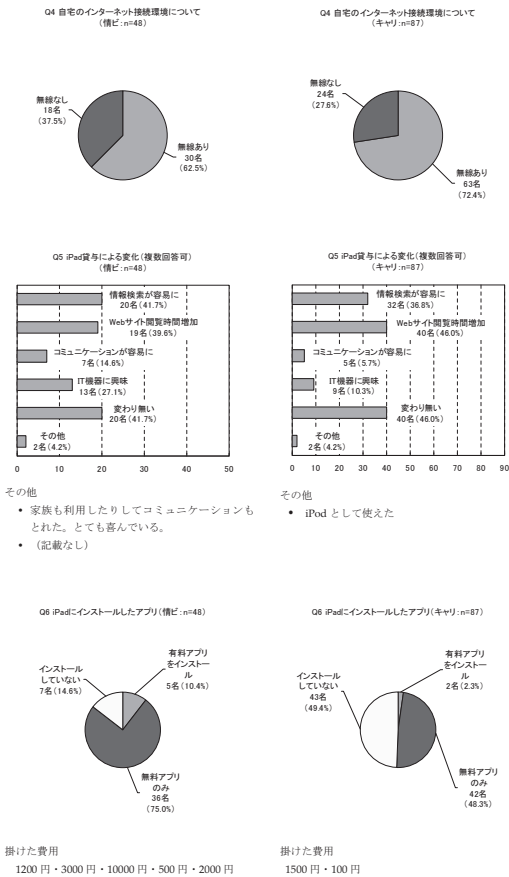 Q4 自宅のインターネット接続環境について
(情ビ:n=48)
無線なし
18名
(37.5%)
無線あり
30名
(62.5%)
Q4 自宅のインターネット接続環境について
(キャリ:n=87)
無線なし
24名
(27.6%)
無線あり
63名
(72.4%)
Q5 iPad貸与による変化(複数回答可)
(情ビ:n=48)
情報検索が容易に
20名(41.7%)
Webサイト閲覧時間増加
19名(39.6%)
コミュニケーションが容易に
7名(14.6%)
IT機器に興味
13名(27.1%)
変わり無い
20名(41.7%)
その他
2名(4.2%)
0 10 20 30 40 50
Q5 iPad貸与による変化(複数回答可)
(キャリ:n=87)
情報検索が容易に
32名(36.8%)
Webサイト閲覧時間増加
40名(46.0%)
コミュニケーションが容易に
5名(5.7%)
IT機器に興味
9名(10.3%)
変わり無い
40名(46.0%)
その他
2名(4.2%)
0 10 20 30 40 50 60 70 80 90
その他
• 家族も利用したりしてコミュニケーションも
とれた。とても喜んでいる。
• (記載なし)
その他
• iPod として使えた
Q6 iPadにインストールしたアプリ(情ビ:n=48)
インストール
していない
7名(14.6%)
有料アプリ
をインストー
ル
5名(10.4%)
無料アプリ
のみ
36名
(75.0%)
Q6 iPadにインストールしたアプリ(キャリ:n=87)
インストール
していない
43名
(49.4%)
有料アプリ
をインストー
ル
2名(2.3%)
無料アプリ
のみ
42名
(48.3%)
掛けた費用
1200 円・3000 円・10000 円・500 円・2000 円
掛けた費用
1500 円・100 円